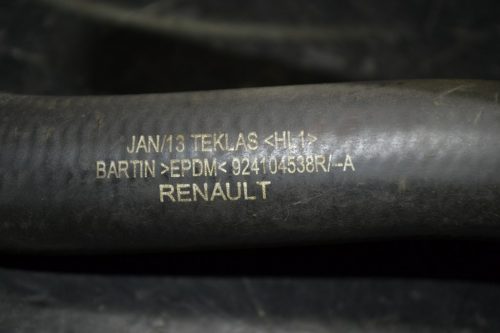 JAN/13 TEKLAS <HL1>
BARTIN >EPDM< 924104538R/--A
RENAULT